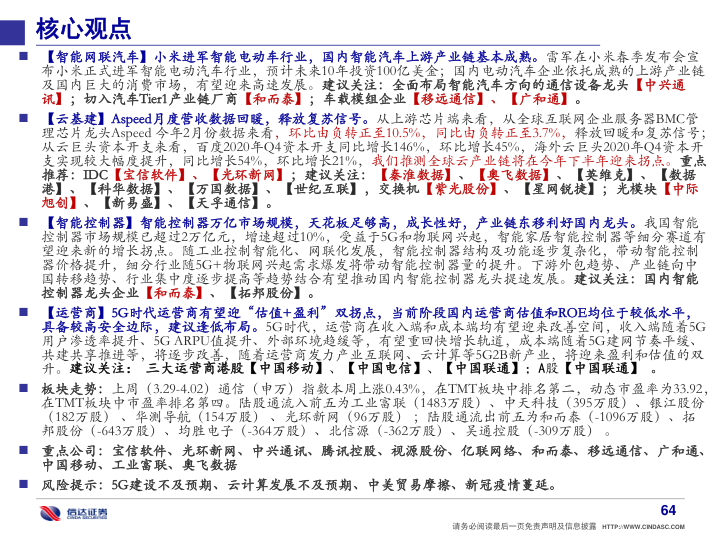 核心观点
【智能网联汽车】小米进军智能电动车行业，国内智能汽车上游产业链基本成熟。雷军在小米春季发布会宣
布小米正式进军智能电动汽车行业，预计未来10年投资100亿美金；国内电动汽车企业依托成熟的上游产业链
及国内巨大的消费市场，有望迎来高速发展。建议关注：全面布局智能汽车方向的通信设备龙头【中兴通
讯】；切入汽车Tier1产业链厂商【和而泰】；车载模组企业【移远通信】、【广和通】。
【云基建】Aspeed月度营收数据回暖，释放复苏信号。从上游芯片端来看，从全球互联网企业服务器BMC管
理芯片龙头Aspeed 今年2月份数据来看，环比由负转正至10.5%，同比由负转正至3.7%，释放回暖和复苏信号；
从云巨头资本开支来看，百度2020年Q4资本开支同比增长146%，环比增长45%，海外云巨头2020年Q4资本开
支实现较大幅度提升，同比增长54%，环比增长21%，我们推测全球云产业链将在今年下半年迎来拐点。重点
推荐：IDC【宝信软件】、【光环新网】；建议关注：【秦淮数据】、【奥飞数据】、【英维克】、【数据
港】、【科华数据】、【万国数据】、【世纪互联】，交换机【紫光股份】、【星网锐捷】；光模块【中际
旭创】、【新易盛】、【天孚通信】。
【智能控制器】智能控制器万亿市场规模，天花板足够高，成长性好，产业链东移利好国内龙头。我国智能
控制器市场规模已超过2万亿元，增速超过10%，受益于5G和物联网兴起，智能家居智能控制器等细分赛道有
望迎来新的增长拐点。随工业控制智能化、网联化发展，智能控制器结构及功能逐步复杂化，带动智能控制
器价格提升，细分行业随5G+物联网兴起需求爆发将带动智能控制器量的提升。下游外包趋势、产业链向中
国转移趋势、行业集中度逐步提高等趋势结合有望推动国内智能控制器龙头提速发展。建议关注：国内智能
控制器龙头企业【和而泰】、【拓邦股份】。
【运营商】5G时代运营商有望迎“估值+盈利”双拐点，当前阶段国内运营商估值和ROE均位于较低水平，
具备较高安全边际，建议逢低布局。5G时代，运营商在收入端和成本端均有望迎来改善空间，收入端随着5G
用户渗透率提升、5G ARPU值提升、外部环境趋缓等，有望重回快增长轨道，成本端随着5G建网节奏平缓、
共建共享推进等，将逐步改善，随着运营商发力产业互联网、云计算等5G2B新产业，将迎来盈利和估值的双
升。建议关注： 三大运营商港股【中国移动】、【中国电信】、【中国联通】；A股【中国联通】 。
板块走势：上周（3.29-4.02）通信（申万）指数本周上涨0.43%，在TMT板块中排名第二，动态市盈率为33.92，
在TMT板块中市盈率排名第四。陆股通流入前五为工业富联（1483万股）、中天科技（395万股）、银江股份
（182万股）、华测导航（154万股）、光环新网（96万股）；陆股通流出前五为和而泰（-1096万股）、拓
邦股份（-643万股）、均胜电子（-364万股）、北信源（-362万股）、吴通控股（-309万股）。
重点公司：宝信软件、光环新网、中兴通讯、腾讯控股、视源股份、亿联网络、和而泰、移远通信、广和通、
中国移动、工业富联、奥飞数据
风险提示：5G建设不及预期、云计算发展不及预期、中美贸易摩擦、新冠疫情蔓延。
信达证券
CINDA SECURITIES
64
请务必阅读最后一页免责声明及信息披露 HTTP://WWW.CINDASC.COM